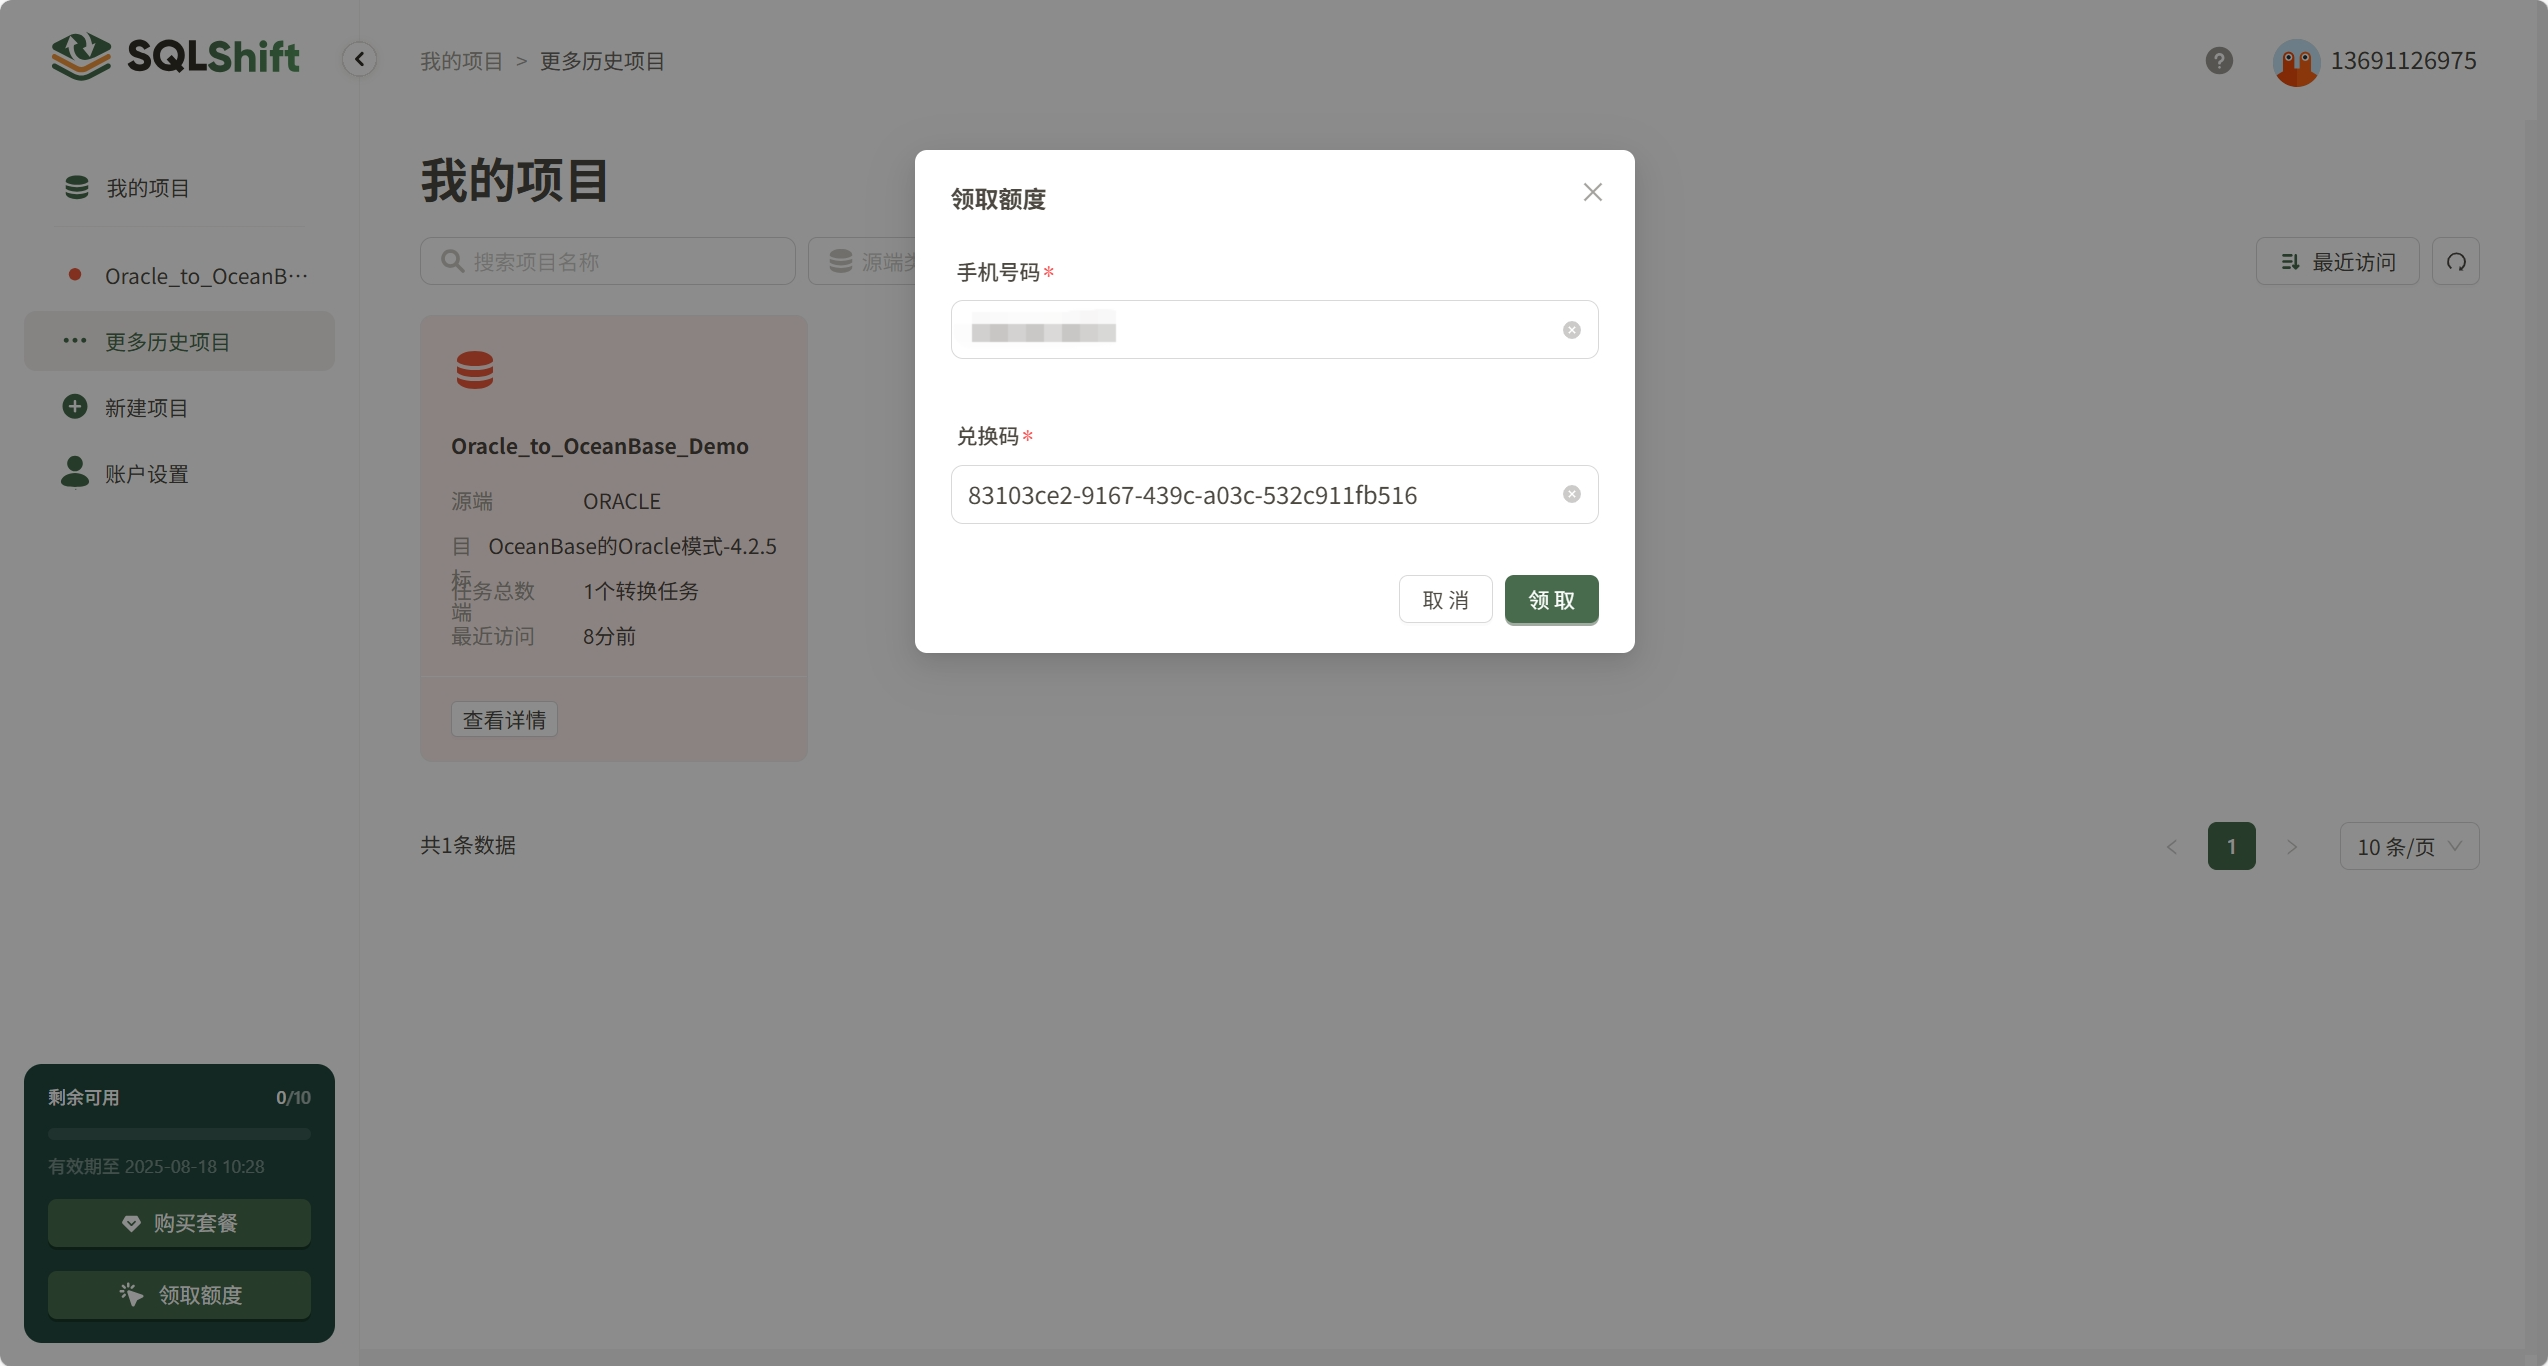 SQLShift
我的项目 > 更多历史项目
13691126975
我的项目
Oracle_to_OceanB···
更多历史项目
新建项目
账户设置
我的项目
搜索项目名称
源端
最近访问
Oracle_to_OceanBase_Demo
源端 ORACLE
目标端 OceanBase的Oracle模式-4.2.5
任务总数 1个转换任务
最近访问 8分前
查看详情
共1条数据
1
10 条/页
领取额度
手机号码*
兑换码*
83103ce2-9167-439c-a03c-532c911fb516
取 消
领 取
剩余可用 0/10
有效期至 2025-08-18 10:28
购买套餐
领取额度